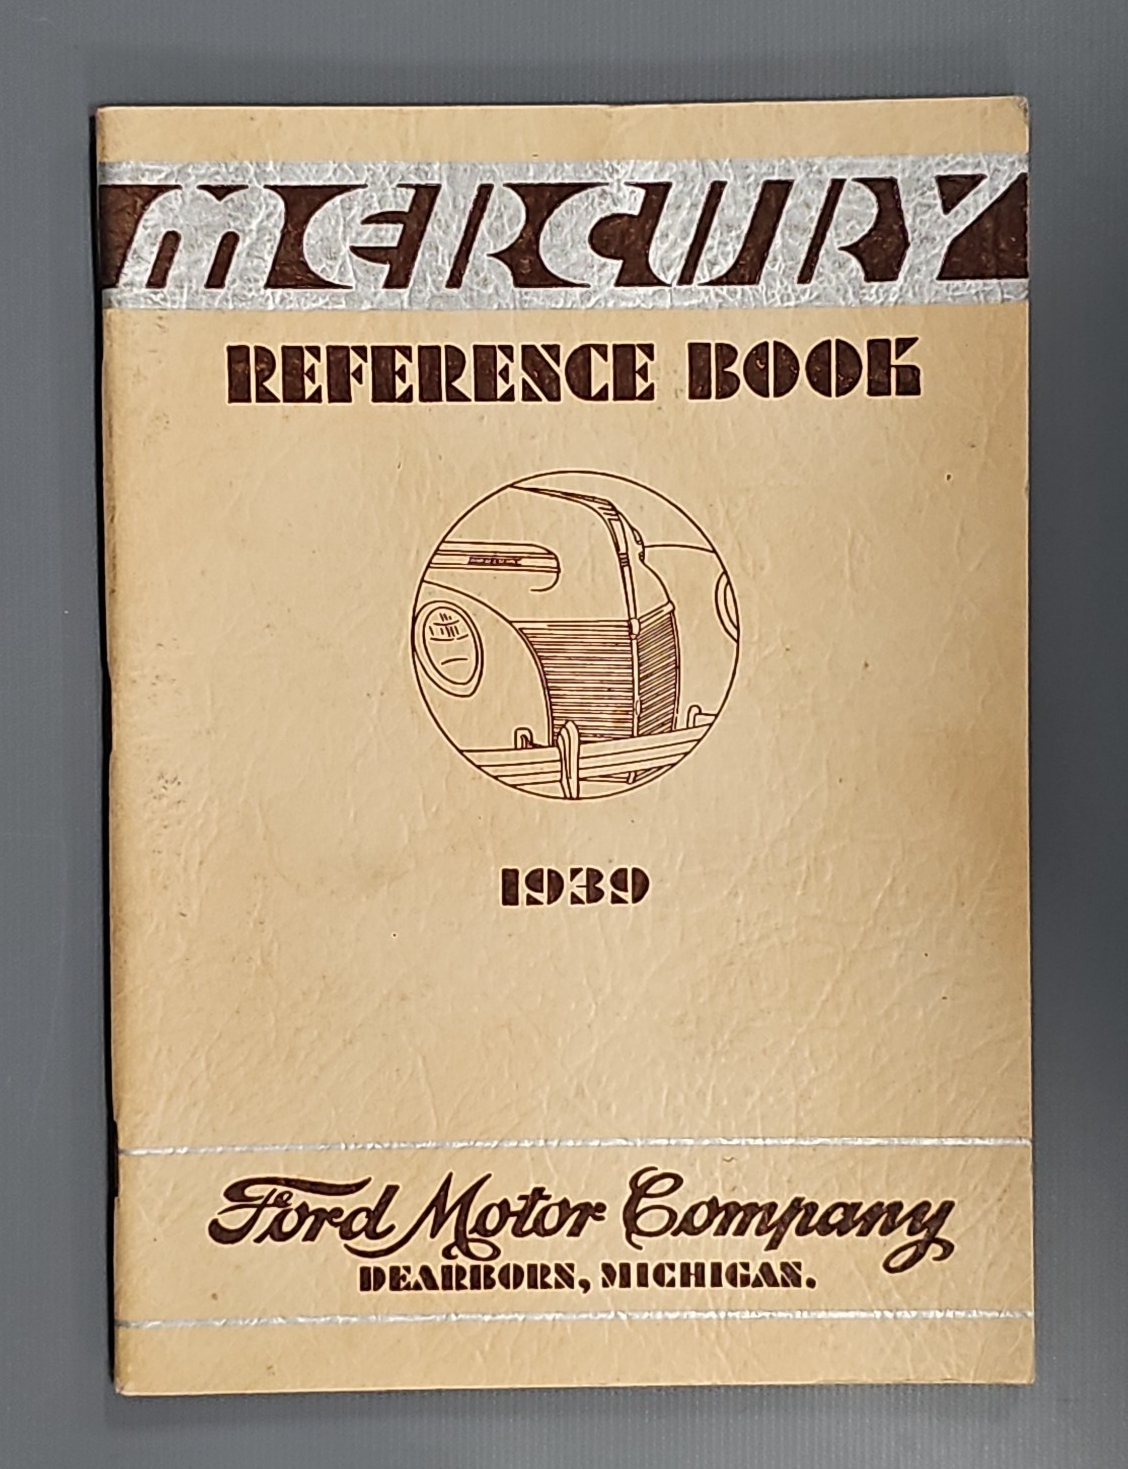 MERCURY
REFERENCE BOOK
1939
Ford Motor Company
DEARBORN, MICHIGAN.